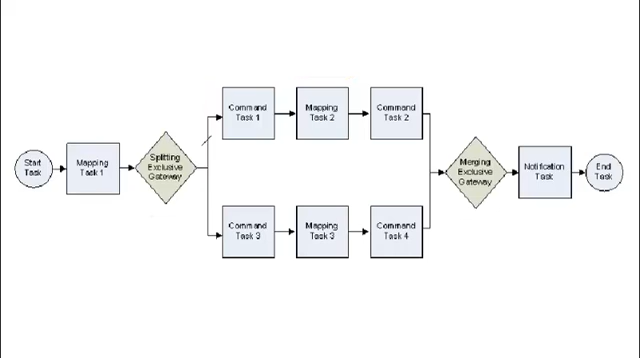 Start
Task
Mapping
Task 1
Splitting
Exclusive
Gateway
Command
Task 1
Mapping
Task 2
Command
Task 2
Command
Task 3
Mapping
Task 3
Command
Task 4
Merging
Exclusive
Gateway
Notification
Task
End
Task